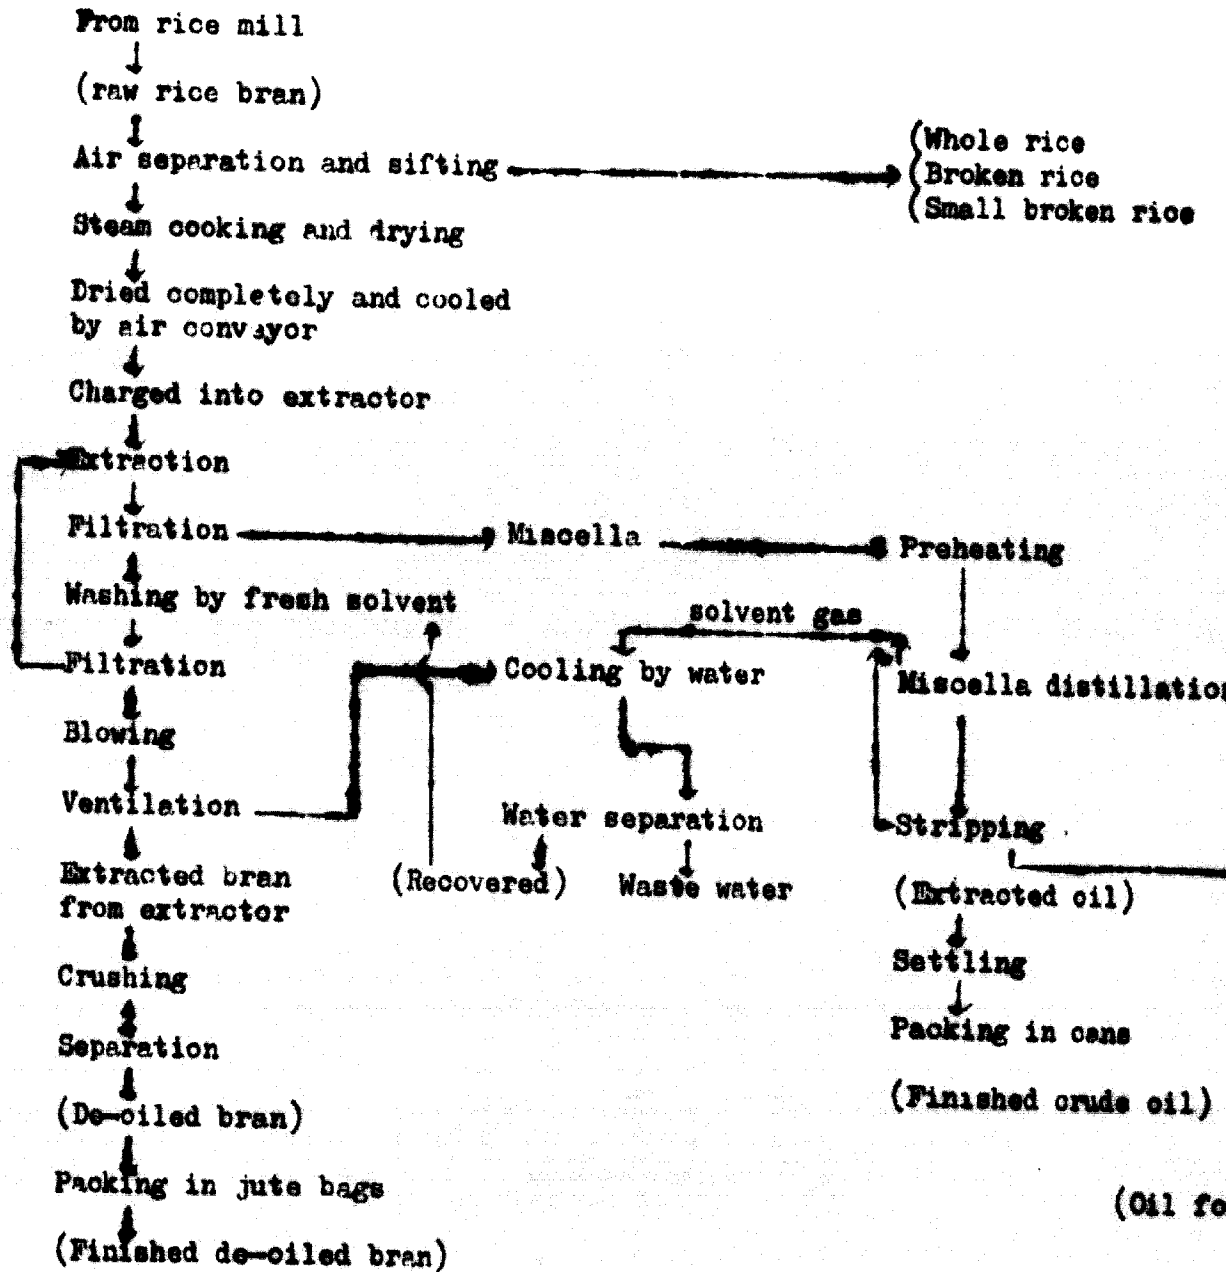 From rice mill
(raw rice bran)
Air separation and sifting
(Whole rice
(Broken rice
(Small broken rice
Steam cooking and drying
Dried completely and cooled
by air conveyor
Charged into extractor
Extraction
Filtration
Miscella
Preheating
Washing by fresh solvent
solvent gas
Filtration
Cooling by water
Miscella distillation
Blowing
Ventilation
Water separation
Stripping
Extracted bran
from extractor
(Recovered)
Waste water
(Extracted oil)
Crushing
Settling
Separation
Packing in cans
(De-oiled bran)
(Finished crude oil)
Packing in jute bags
(Oil fo
(Finished de-oiled bran)